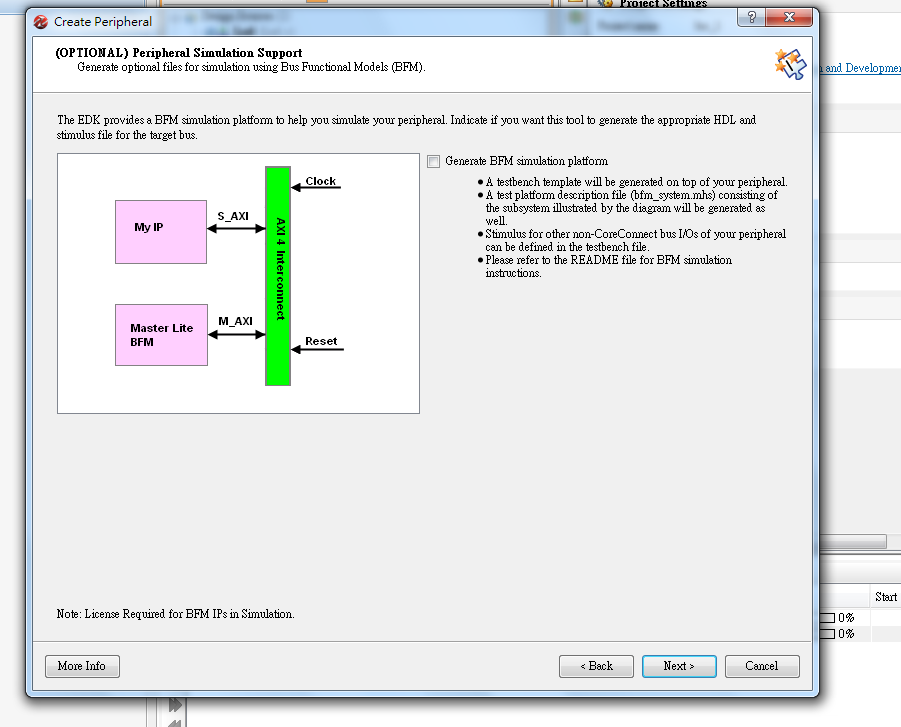 Project Settings
Create Peripheral
(OPTIONAL) Peripheral Simulation Support
Generate optional files for simulation using Bus Functional Models (BFM).
and Developmen
The EDK provides a BFM simulation platform to help you simulate your peripheral. Indicate if you want this tool to generate the appropriate HDL and
stimulus file for the target bus.
My IP
S_AXI
Clock
AXI 4 Interconnect
Master Lite
BFM
M_AXI
Reset
Generate BFM simulation platform
● A testbench template will be generated on top of your peripheral.
● A test platform description file (bfm_system.mhs) consisting of
the subsystem illustrated by the diagram will be generated as
well.
● Stimulus for other non-CoreConnect bus I/Os of your peripheral
can be defined in the testbench file.
● Please refer to the README file for BFM simulation
instructions.
Start
0%
0%
Note: License Required for BFM IPs in Simulation.
More Info
< Back
Next >
Cancel